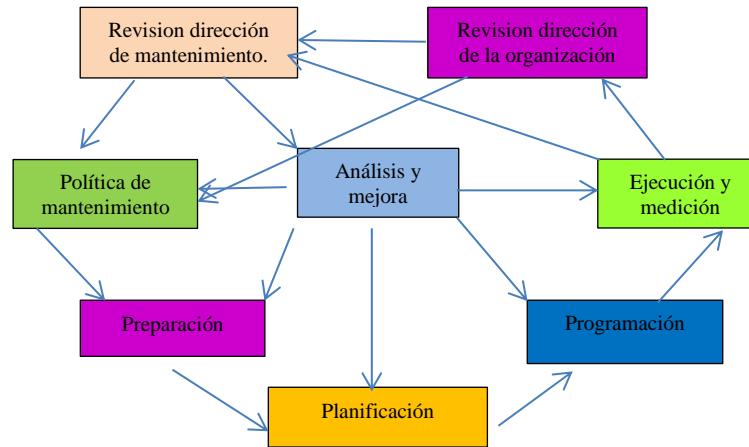 Revision dirección
de mantenimiento.
Revision dirección
de la organización
Política de
mantenimiento
Análisis y
mejora
Ejecución y
medición
Preparación
Programación
Planificación